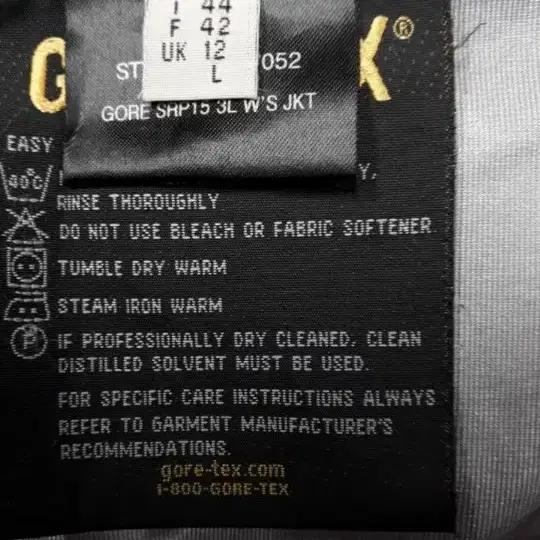 I 44
F 42
UK 12
L
ST 052
GORE SRP15 3L W'S JKT
G X®
EASY
40°C Y,
RINSE THOROUGHLY
DO NOT USE BLEACH OR FABRIC SOFTENER
TUMBLE DRY WARM
STEAM IRON WARM
P IF PROFESSIONALLY DRY CLEANED, CLEAN
DISTILLED SOLVENT MUST BE USED.
FOR SPECIFIC CARE INSTRUCTIONS ALWAYS
REFER TO GARMENT MANUFACTURER'S
RECOMMENDATIONS.
gore-tex.com
1-800-GORE-TEX